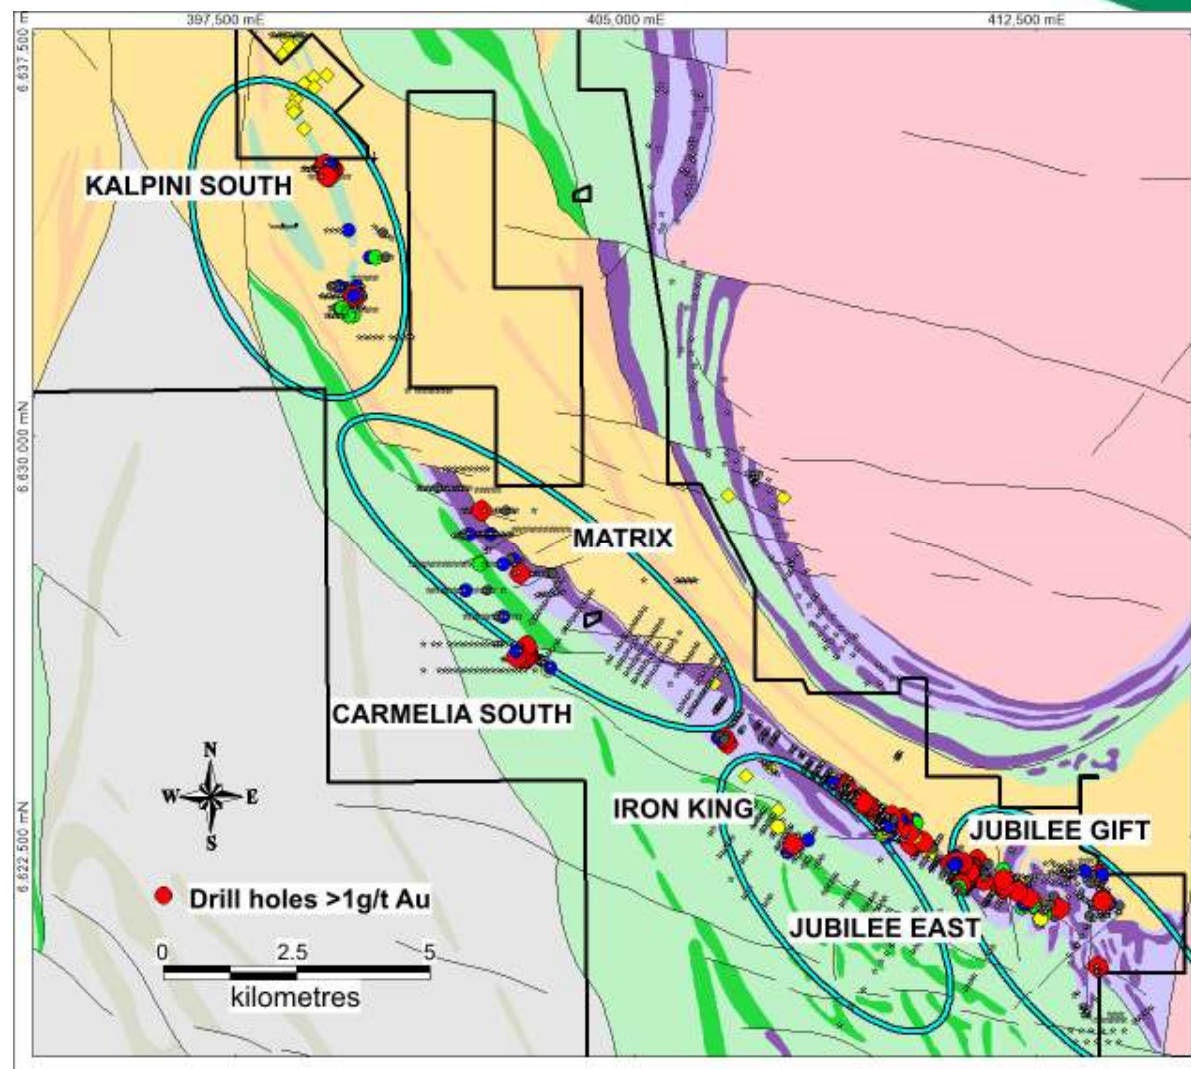 E 397,500 mE 405,000 mE 412,500 mE
6,637,500
KALPINI SOUTH
6,630,000 mN
MATRIX
CARMELIA SOUTH
N
W E
S
IRON KING
JUBILEE GIFT
6,622,500 mN
Drill holes >1g/t Au
JUBILEE EAST
0 2.5 5
kilometres